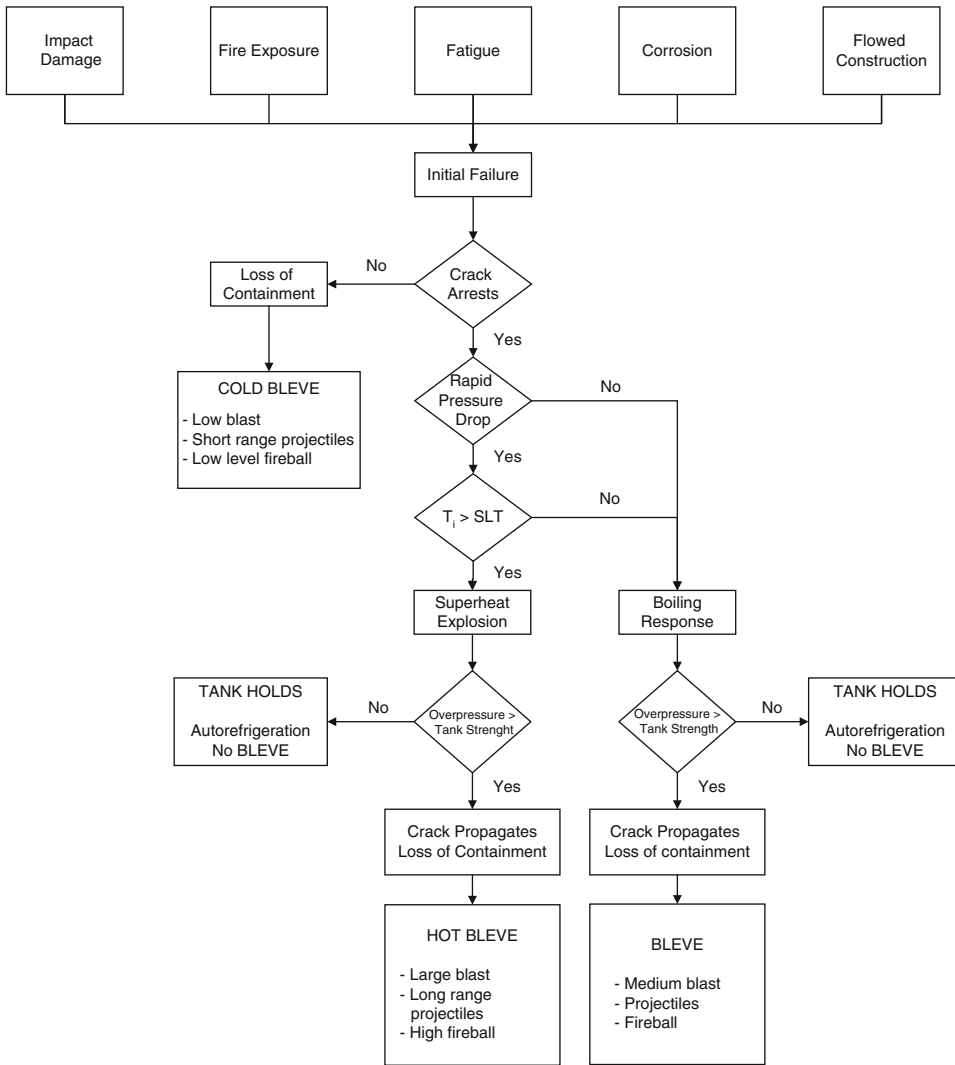 Impact
Damage
Fire Exposure
Fatigue
Corrosion
Flowed
Construction
Initial Failure
Crack
Arrests
No
Loss of
Containment
Yes
COLD BLEVE
- Low blast
- Short range projectiles
- Low level fireball
Rapid
Pressure
Drop
No
Yes
Ti > SLT
No
Yes
Superheat
Explosion
Boiling
Response
TANK HOLDS
Autorefrigeration
No BLEVE
No
Overpressure >
Tank Strenght
Overpressure >
Tank Strength
No
TANK HOLDS
Autorefrigeration
No BLEVE
Yes
Yes
Crack Propagates
Loss of Containment
Crack Propagates
Loss of containment
HOT BLEVE
- Large blast
- Long range
projectiles
- High fireball
BLEVE
- Medium blast
- Projectiles
- Fireball